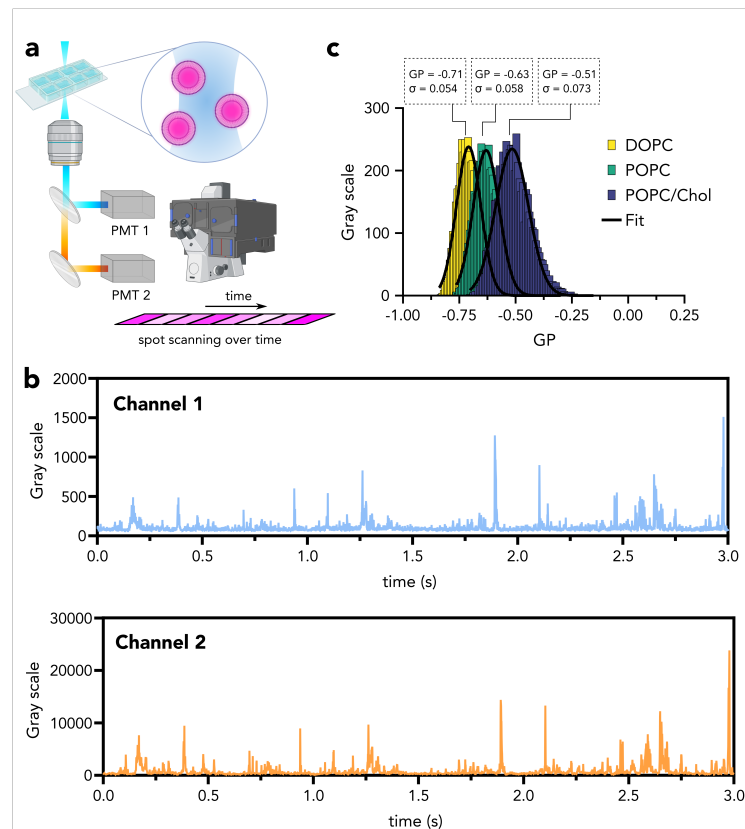 a
PMT 1
PMT 2
time
spot scanning over time
c
GP = -0.71
σ = 0.054
GP = -0.63
σ = 0.058
GP = -0.51
σ = 0.073
300
200
100
0
Gray scale
-1.00
-0.75
-0.50
-0.25
0.00
0.25
GP
DOPC
POPC
POPC/Chol
Fit
b
Channel 1
2000
1500
1000
500
0
Gray scale
0.0
0.5
1.0
1.5
2.0
2.5
3.0
time (s)
Channel 2
30000
20000
10000
0
Gray scale
0.0
0.5
1.0
1.5
2.0
2.5
3.0
time (s)